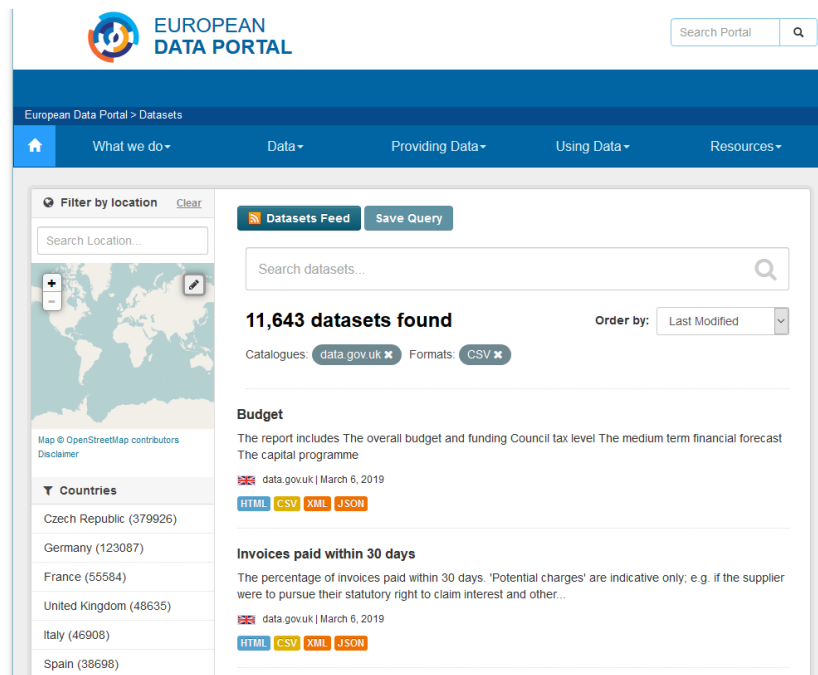 EUROPEAN
DATA PORTAL
Search Portal
European Data Portal > Datasets
What we do
Data
Providing Data
Using Data
Resources
Filter by location Clear
Search Location...
+
−
Map © OpenStreetMap contributors
Disclaimer
Countries
Czech Republic (379926)
Germany (123087)
France (55584)
United Kingdom (48635)
Italy (46908)
Spain (38698)
Datasets Feed
Save Query
Search datasets...
11,643 datasets found
Order by: Last Modified
Catalogues: data.gov.uk ✖ Formats: CSV ✖
Budget
The report includes The overall budget and funding Council tax level The medium term financial forecast
The capital programme
data.gov.uk | March 6, 2019
HTML CSV XML JSON
Invoices paid within 30 days
The percentage of invoices paid within 30 days. 'Potential charges' are indicative only; e.g. if the supplier
were to pursue their statutory right to claim interest and other...
data.gov.uk | March 6, 2019
HTML CSV XML JSON